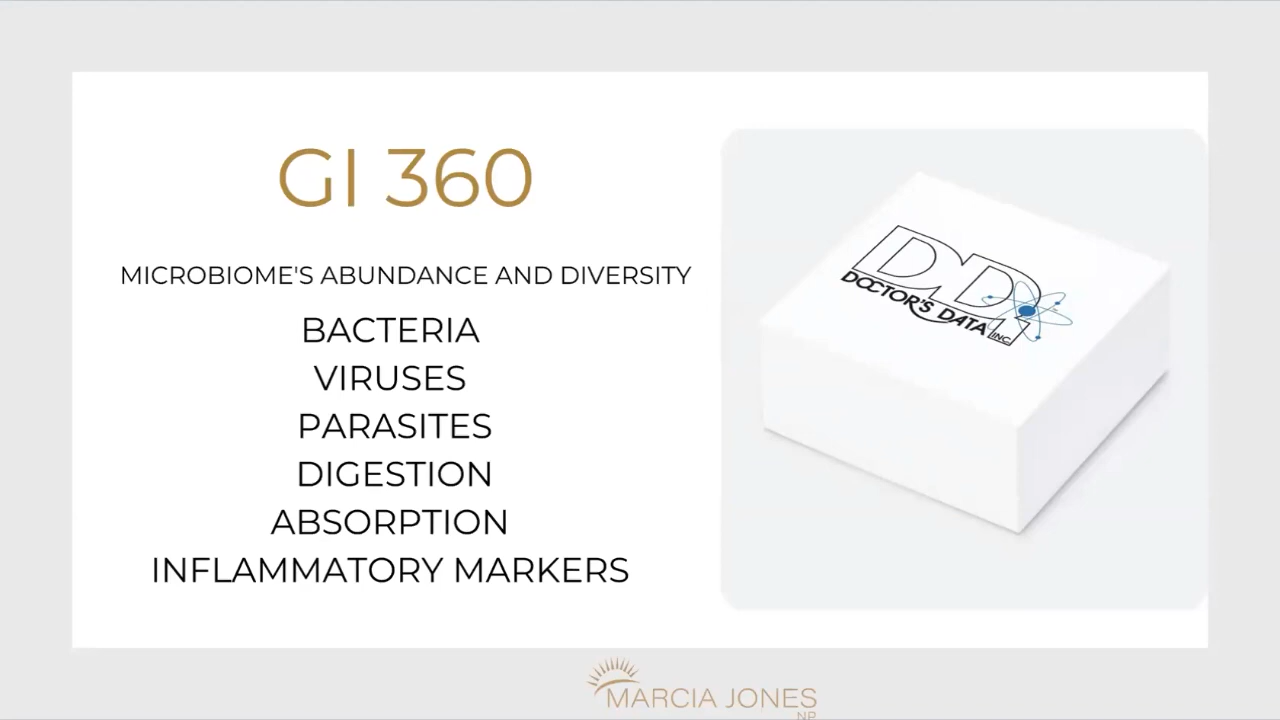 GI 360
MICROBIOME'S ABUNDANCE AND DIVERSITY
BACTERIA
VIRUSES
PARASITES
DIGESTION
ABSORPTION
INFLAMMATORY MARKERS
DDI
DOCTOR'S DATA INC
MARCIA JONES
NP